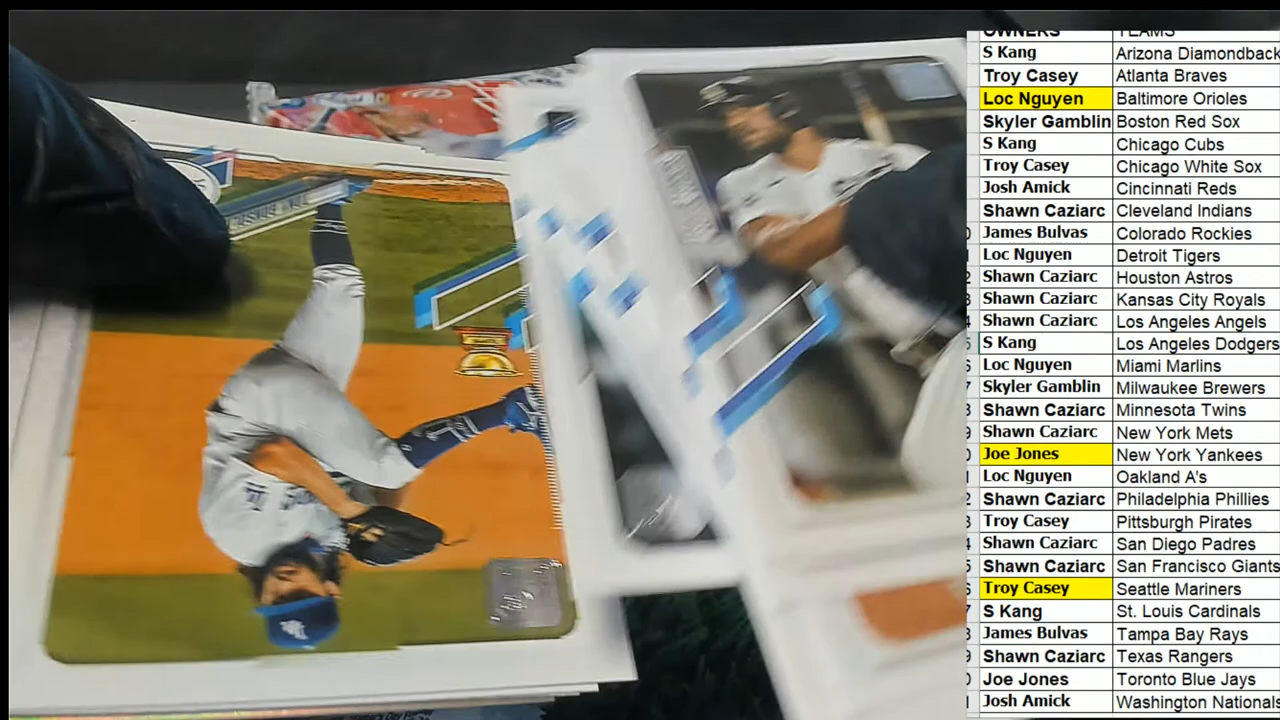 OWNERS TEAMS
S Kang Arizona Diamondback
Troy Casey Atlanta Braves
Loc Nguyen Baltimore Orioles
Skyler Gamblin Boston Red Sox
S Kang Chicago Cubs
Troy Casey Chicago White Sox
Josh Amick Cincinnati Reds
Shawn Caziarc Cleveland Indians
James Bulvas Colorado Rockies
Loc Nguyen Detroit Tigers
Shawn Caziarc Houston Astros
Shawn Caziarc Kansas City Royals
Shawn Caziarc Los Angeles Angels
S Kang Los Angeles Dodgers
Loc Nguyen Miami Marlins
Skyler Gamblin Milwaukee Brewers
Shawn Caziarc Minnesota Twins
Shawn Caziarc New York Mets
Joe Jones New York Yankees
Loc Nguyen Oakland A's
Shawn Caziarc Philadelphia Phillies
Troy Casey Pittsburgh Pirates
Shawn Caziarc San Diego Padres
Shawn Caziarc San Francisco Giants
Troy Casey Seattle Mariners
S Kang St. Louis Cardinals
James Bulvas Tampa Bay Rays
Shawn Caziarc Texas Rangers
Joe Jones Toronto Blue Jays
Josh Amick Washington Nationals